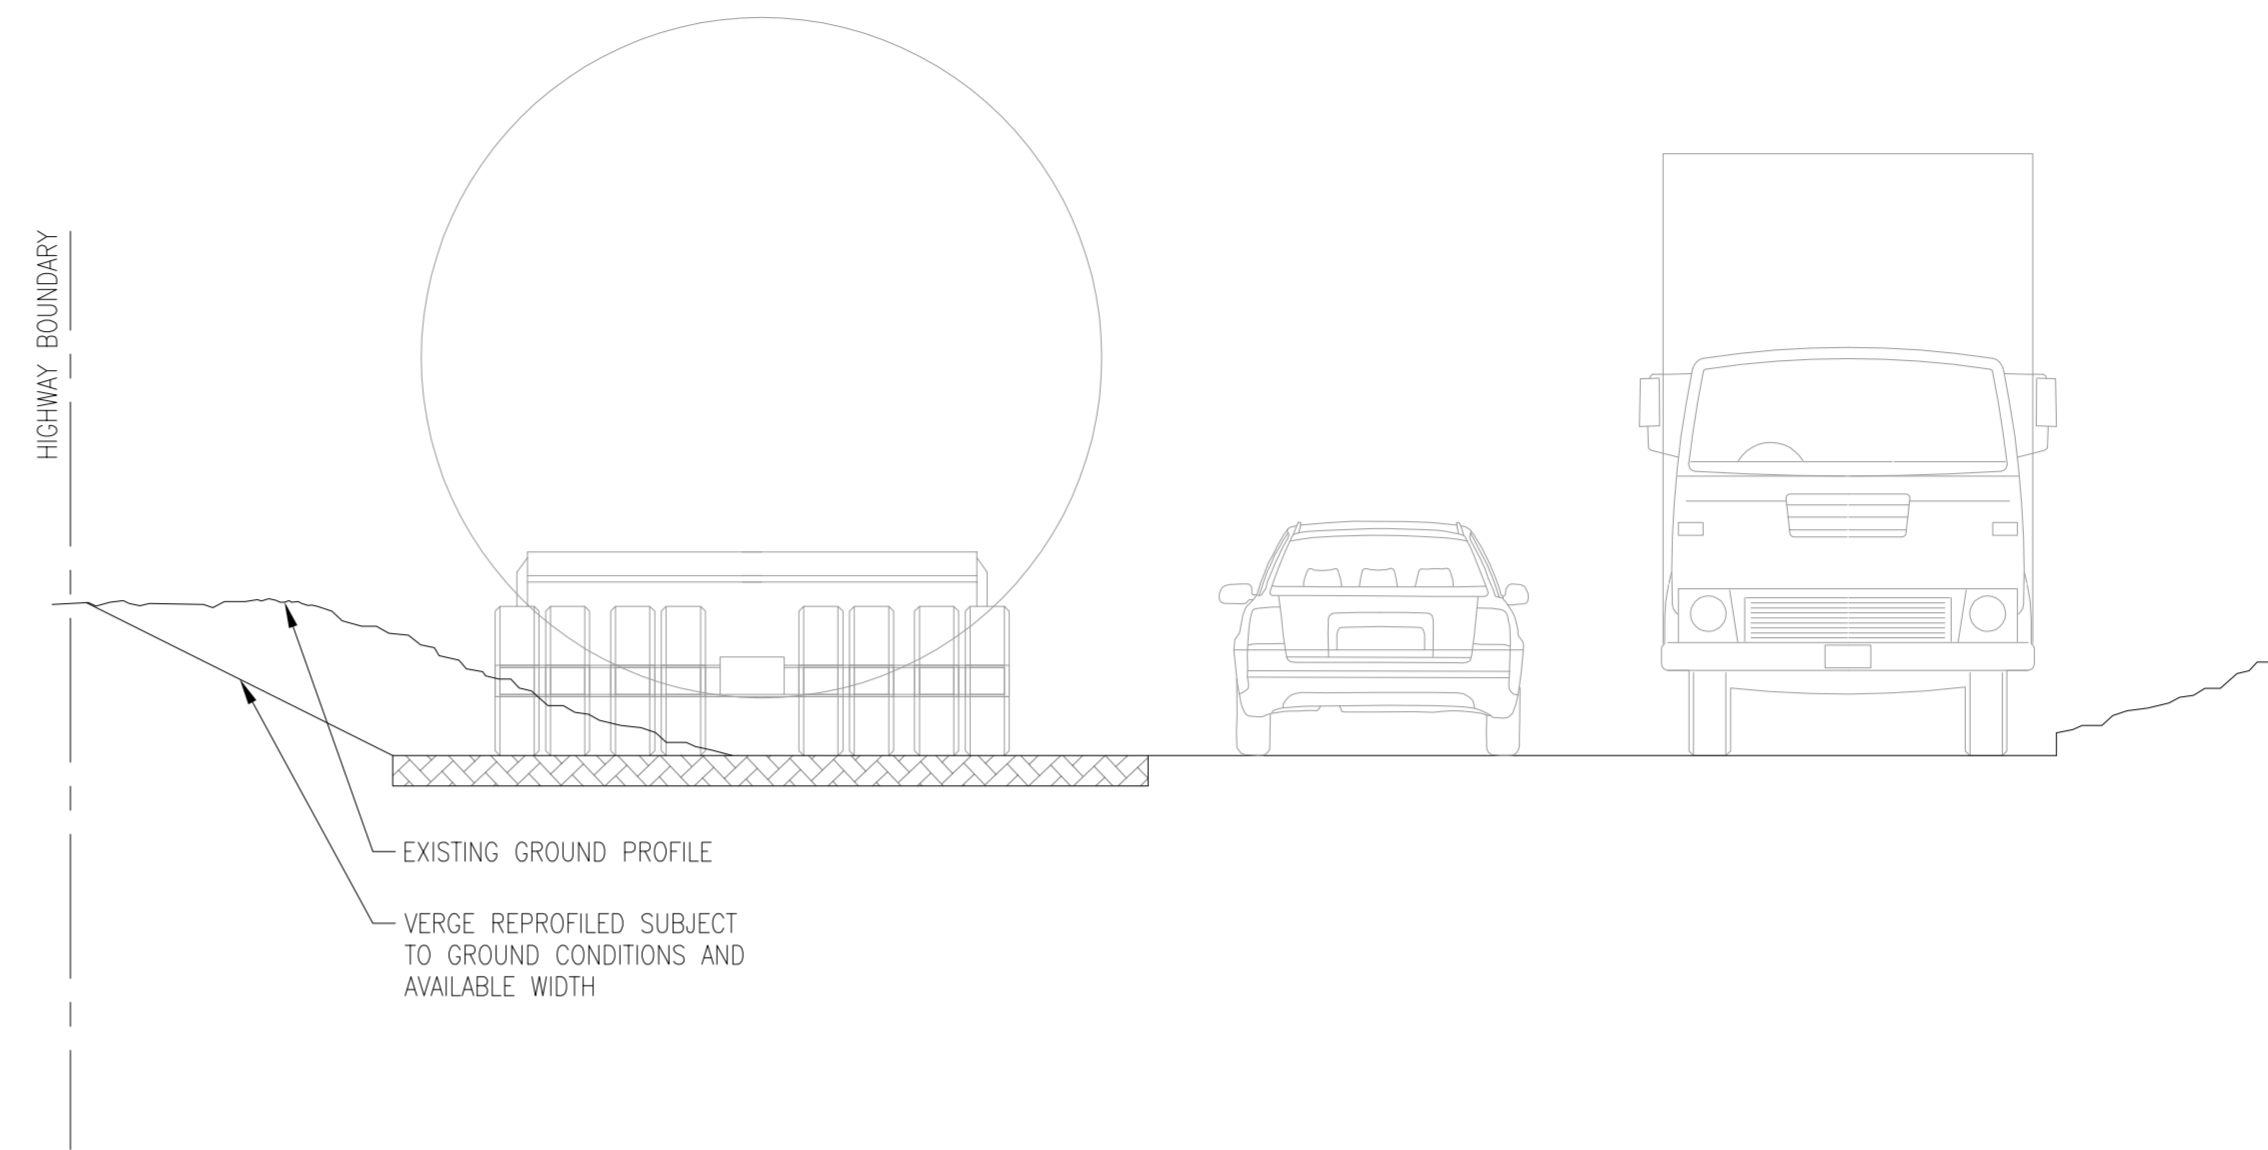 HIGHWAY BOUNDARY
EXISTING GROUND PROFILE
VERGE REPROFILED SUBJECT
TO GROUND CONDITIONS AND
AVAILABLE WIDTH